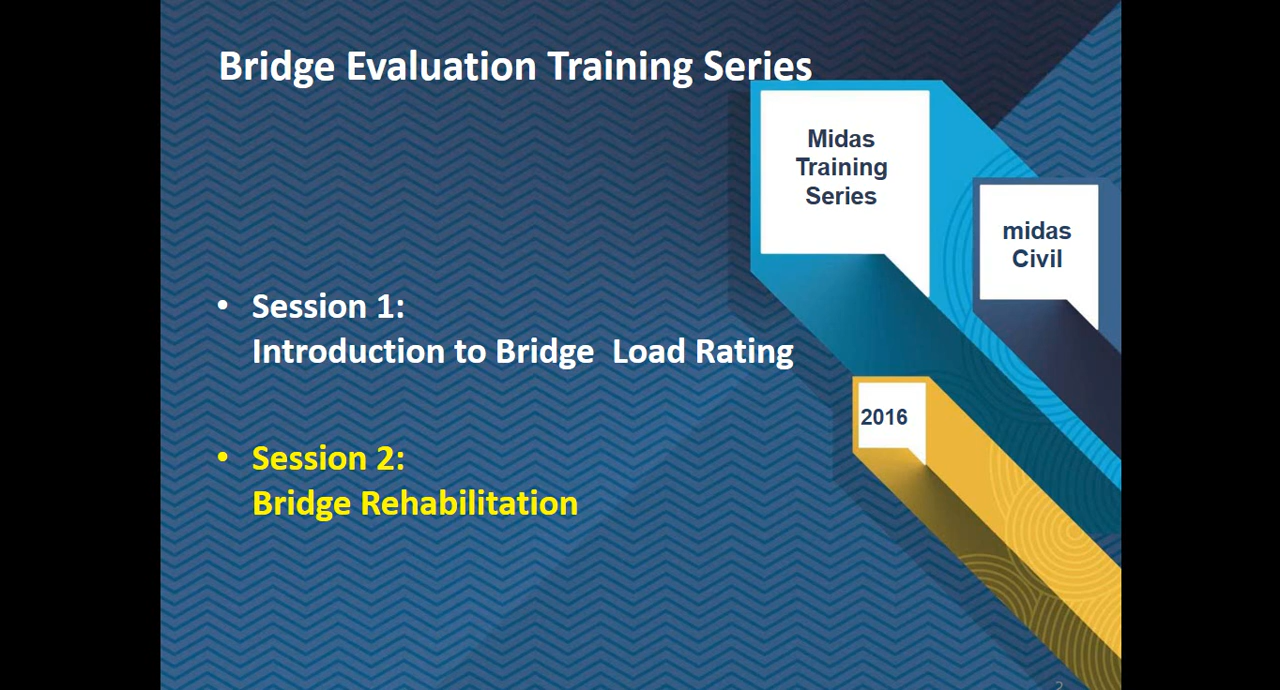 Bridge Evaluation Training Series
Midas
Training
Series
midas
Civil
• Session 1:
Introduction to Bridge  Load Rating
2016
• Session 2:
Bridge Rehabilitation
2